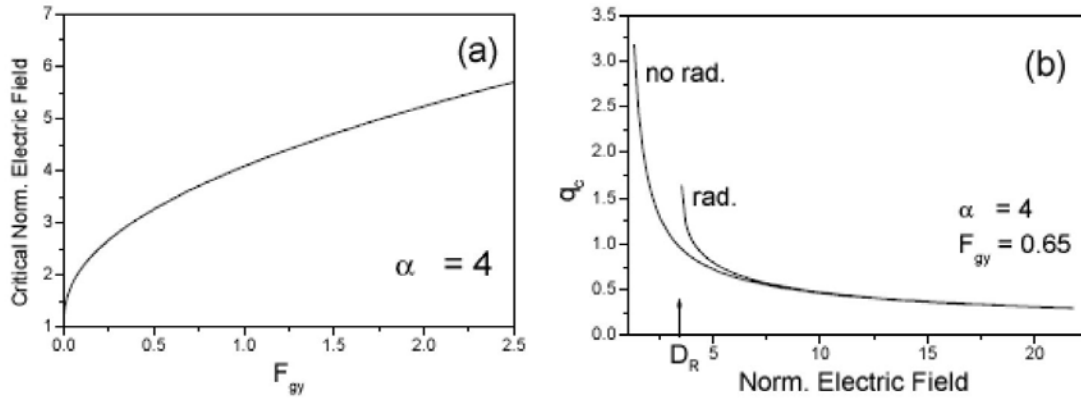 (a)
Critical Norm. Electric Field
7
6
5
4
3
2
1
α = 4
0.0 0.5 1.0 1.5 2.0 2.5
F_gy
(b)
q_c
3.5
3.0
2.5
2.0
1.5
1.0
0.5
0.0
no rad.
rad.
α = 4
F_gy = 0.65
D_R
5 10 15 20
Norm. Electric Field